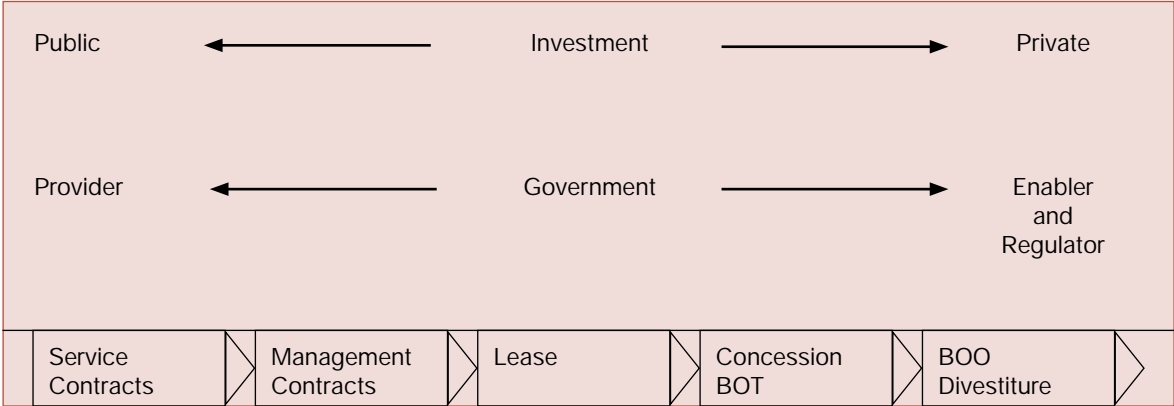 Public Investment Private
Provider Government Enabler
and
Regulator
Service
Contracts
Management
Contracts
Lease
Concession
BOT
BOO
Divestiture